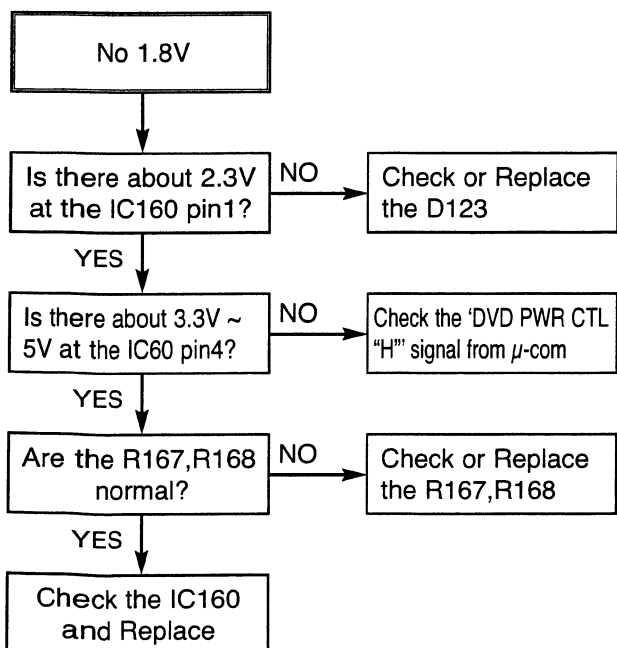 No 1.8V
Is there about 2.3V
at the IC160 pin1?
NO
Check or Replace
the D123
YES
Is there about 3.3V ~
5V at the IC60 pin4?
NO
Check the ‘DVD PWR CTL
“H”’ signal from µ-com
YES
Are the R167,R168
normal?
NO
Check or Replace
the R167,R168
YES
Check the IC160
and Replace